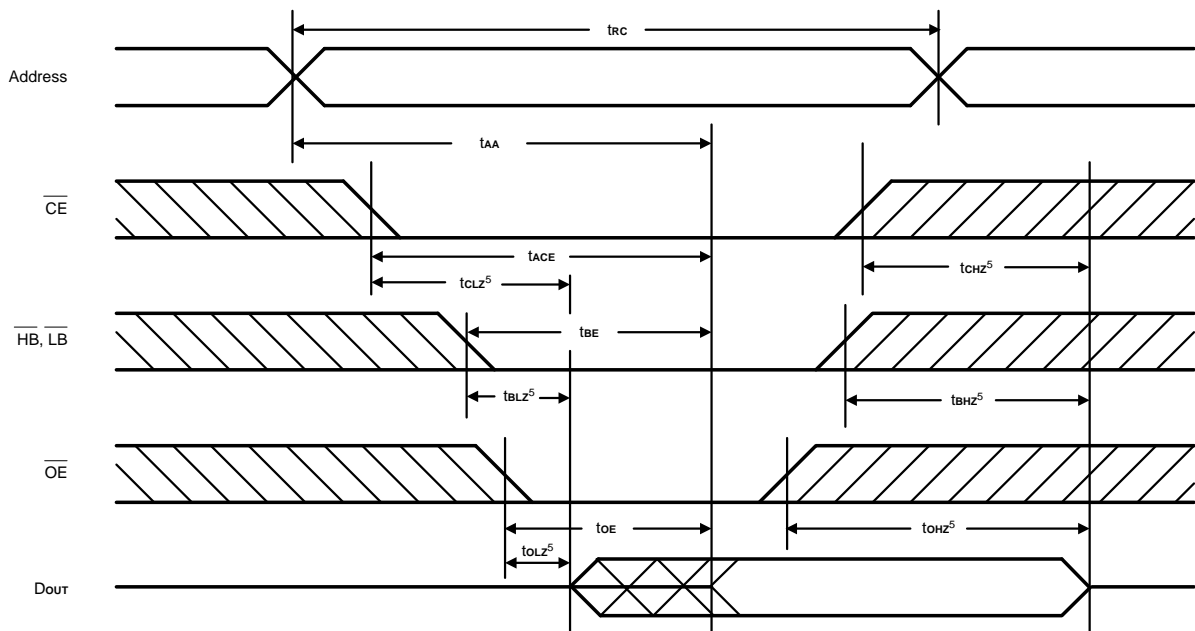 tRC
Address
tAA
CE
tACE
tCHZ5
tCLZ5
HB, LB
tBE
tBLZ5
tBHZ5
OE
tOE
tOHZ5
tOLZ5
DOUT